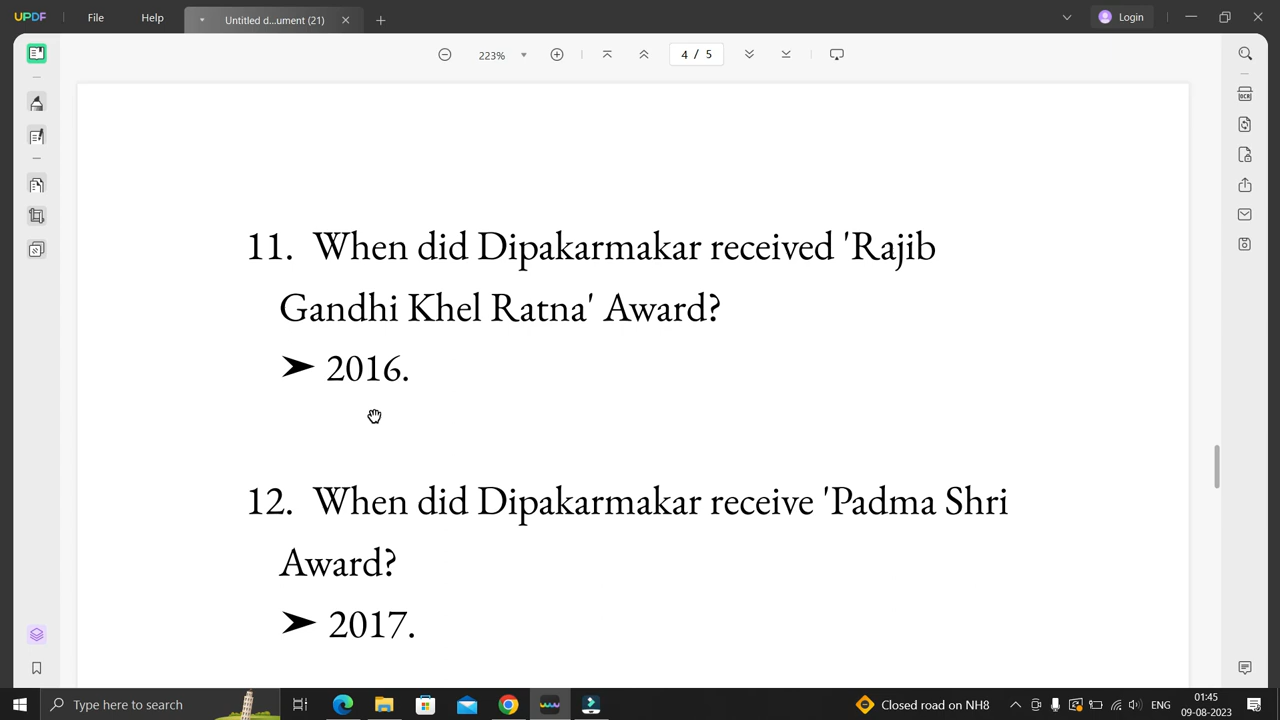 UPDF File Help Untitled d...ument (21) Login
223% 4 / 5
OCR
11. When did Dipakarmakar received 'Rajib
Gandhi Khel Ratna' Award?
➤ 2016.
12. When did Dipakarmakar receive 'Padma Shri
Award?
➤ 2017.
Type here to search Closed road on NH8 ENG 01:45
09-08-2023